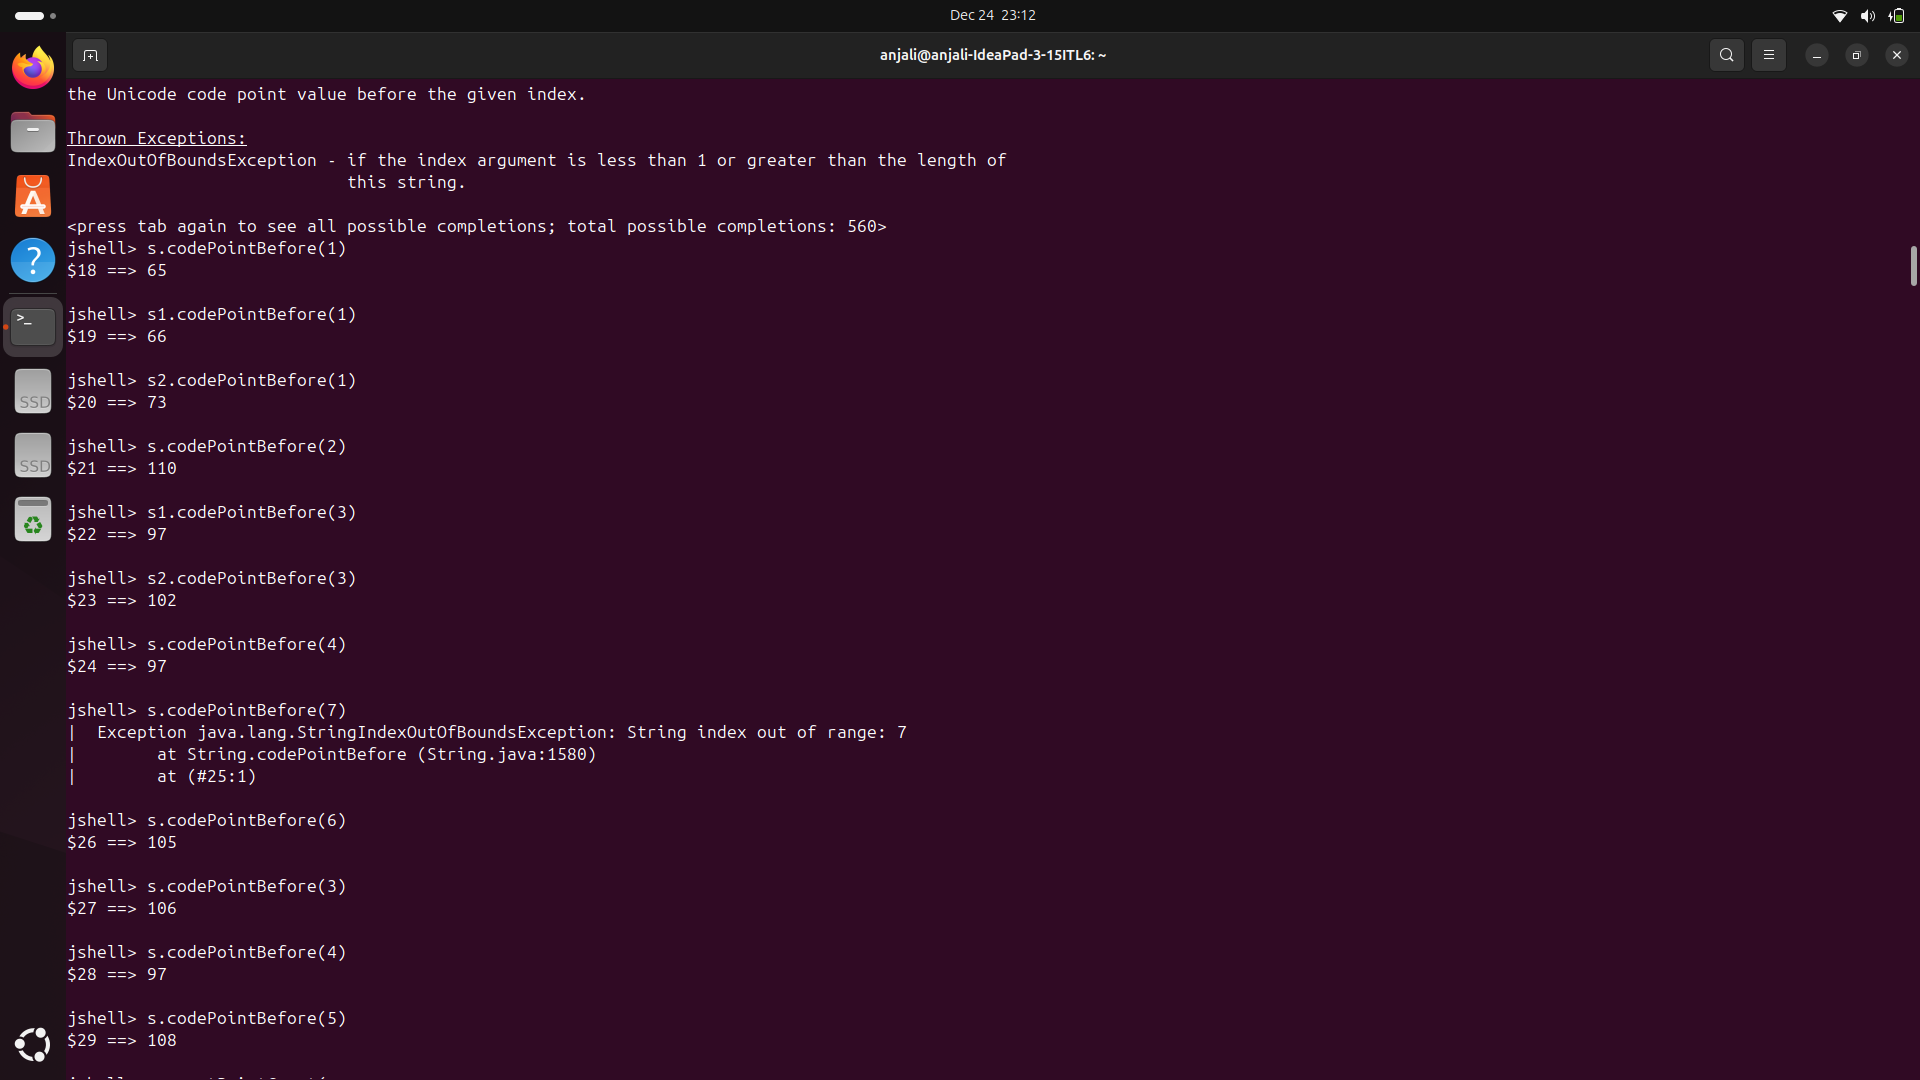 Dec 24 23:12
anjali@anjali-IdeaPad-3-15ITL6: ~
the Unicode code point value before the given index.
Thrown Exceptions:
IndexOutOfBoundsException - if the index argument is less than 1 or greater than the length of
this string.
<press tab again to see all possible completions; total possible completions: 560>
jshell> s.codePointBefore(1)
$18 ==> 65
jshell> s1.codePointBefore(1)
$19 ==> 66
jshell> s2.codePointBefore(1)
$20 ==> 73
jshell> s.codePointBefore(2)
$21 ==> 110
jshell> s1.codePointBefore(3)
$22 ==> 97
jshell> s2.codePointBefore(3)
$23 ==> 102
jshell> s.codePointBefore(4)
$24 ==> 97
jshell> s.codePointBefore(7)
| Exception java.lang.StringIndexOutOfBoundsException: String index out of range: 7
| at String.codePointBefore (String.java:1580)
| at (#25:1)
jshell> s.codePointBefore(6)
$26 ==> 105
jshell> s.codePointBefore(3)
$27 ==> 106
jshell> s.codePointBefore(4)
$28 ==> 97
jshell> s.codePointBefore(5)
$29 ==> 108
SSD
SSD